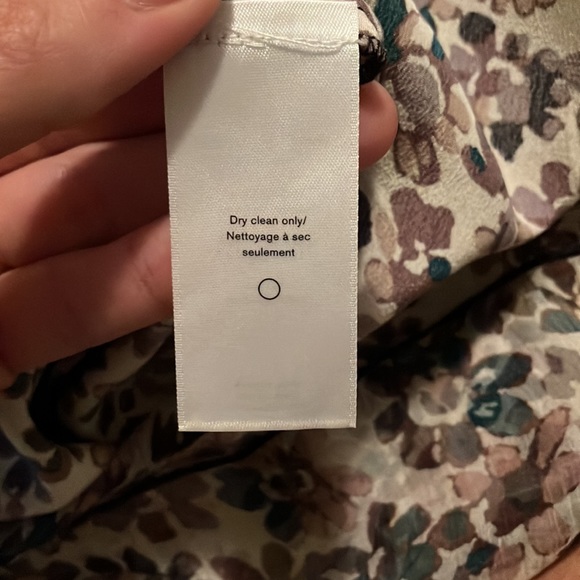 Dry clean only/
Nettoyage à sec
seulement